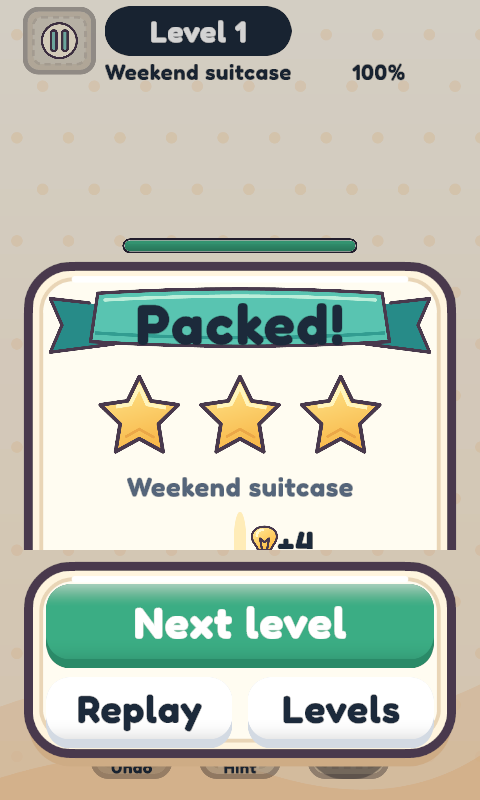 Level 1
Weekend suitcase 100%
Packed!
Weekend suitcase
+4
Next level
Replay Levels
Undo Hint